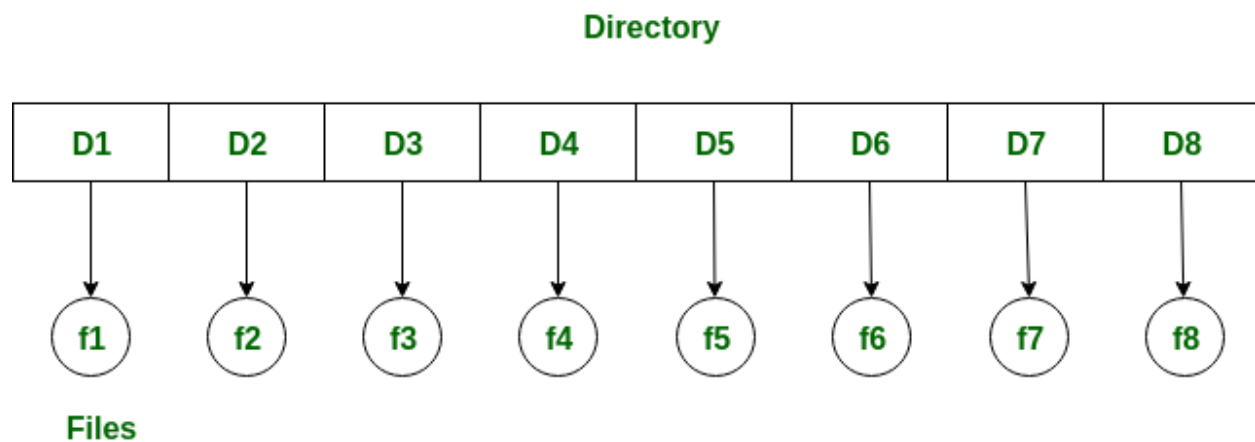 Directory
D1 D2 D3 D4 D5 D6 D7 D8
f1 f2 f3 f4 f5 f6 f7 f8
Files